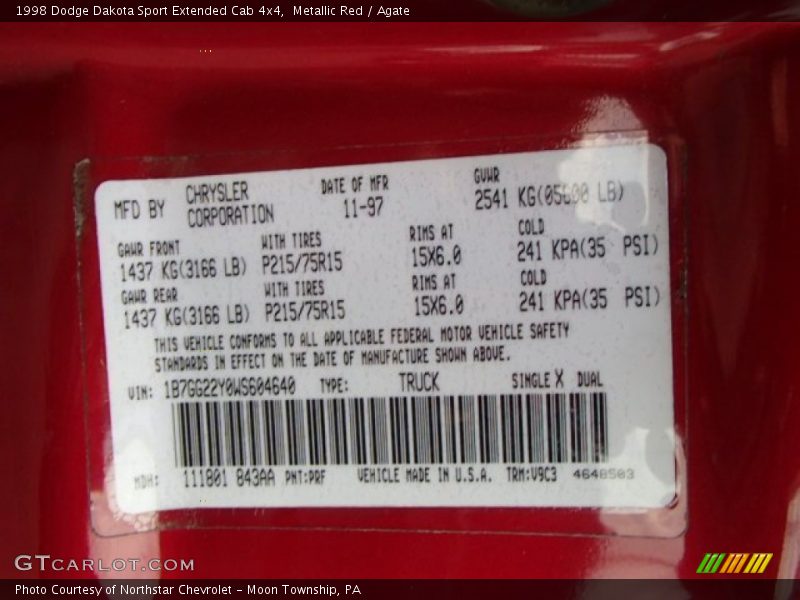 1998 Dodge Dakota Sport Extended Cab 4x4,  Metallic Red / Agate
MFD BY CHRYSLER CORPORATION DATE OF MFR 11-97 GVWR 2541 KG(05600 LB)
GAWR FRONT WITH TIRES RIMS AT COLD
1437 KG(3166 LB) P215/75R15 15X6.0 241 KPA(35 PSI)
GAWR REAR WITH TIRES RIMS AT COLD
1437 KG(3166 LB) P215/75R15 15X6.0 241 KPA(35 PSI)
THIS VEHICLE CONFORMS TO ALL APPLICABLE FEDERAL MOTOR VEHICLE SAFETY
STANDARDS IN EFFECT ON THE DATE OF MANUFACTURE SHOWN ABOVE.
VIN: 1B7GG22Y0WS604640 TYPE: TRUCK SINGLE X DUAL
MDH: 111801 843AA PNT:PRF VEHICLE MADE IN U.S.A. TRM:V9C3 4648503
GTCARLOT.COM
Photo Courtesy of Northstar Chevrolet - Moon Township, PA